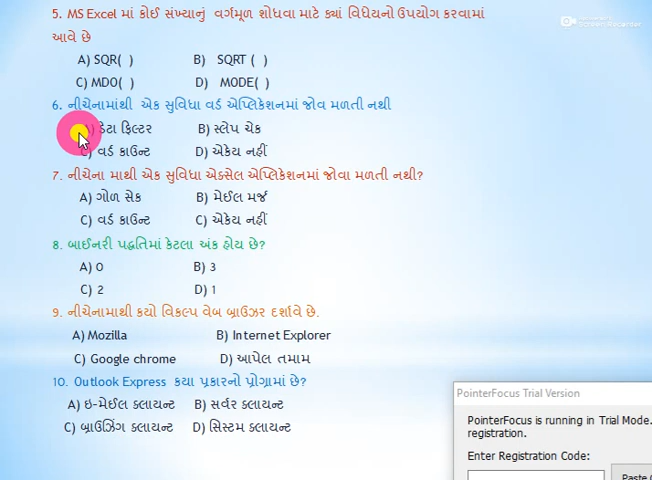 5. MS Excel માં કોઈ સંખ્યાનું વર્ગમૂળ શોધવા માટે ક્યાં વિધેયનો ઉપયોગ કરવામાં
આવે છે
A) SQR( ) B) SQRT ( )
C) MDO( ) D) MODE( )
6. નીચેનામાંથી એક સુવિધા વર્ડ એપ્લિકેશનમાં જોવ મળતી નથી
A) ડેટા ફિલ્ટર B) સ્લેપ ચેક
C) વર્ડ કાઉન્ટ D) એકેય નહીં
7. નીચેના માથી એક સુવિધા એક્સેલ એપ્લિકેશનમાં જોવા મળતી નથી?
A) ગોળ સેક B) મેઈલ મર્જ
C) વર્ડ કાઉન્ટ C) એકેય નહીં
8. બાઈનરી પદ્ધતિમાં કેટલા અંક હોય છે?
A) 0 B) 3
C) 2 D) 1
9. નીચેનામાથી કયો વિકલ્પ વેબ બ્રાઉઝર દર્શાવે છે.
A) Mozilla B) Internet Explorer
C) Google chrome D) આપેલ તમામ
10. Outlook Express કયા પ્રકારનો પ્રોગામાં છે?
A) ઇ-મેઈલ ક્લાયન્ટ B) સર્વર ક્લાયન્ટ
C) બ્રાઉઝિંગ ક્લાયન્ટ D) સિસ્ટમ ક્લાયન્ટ
PointerFocus Trial Version
PointerFocus is running in Trial Mode.
registration.
Enter Registration Code:
Paste C
Screen Recorder